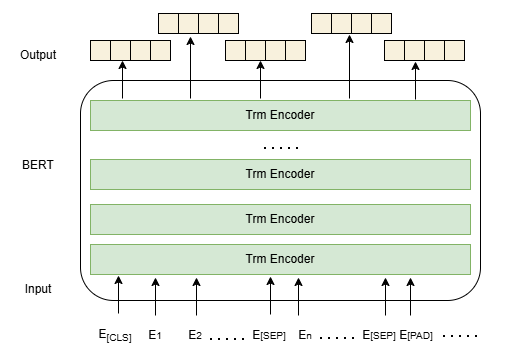 Output
Trm Encoder
. . . . .
BERT
Trm Encoder
Trm Encoder
Trm Encoder
Input
E[CLS] E1 E2 . . . . . E[SEP] En . . . . . E[SEP] E[PAD] . . . . .